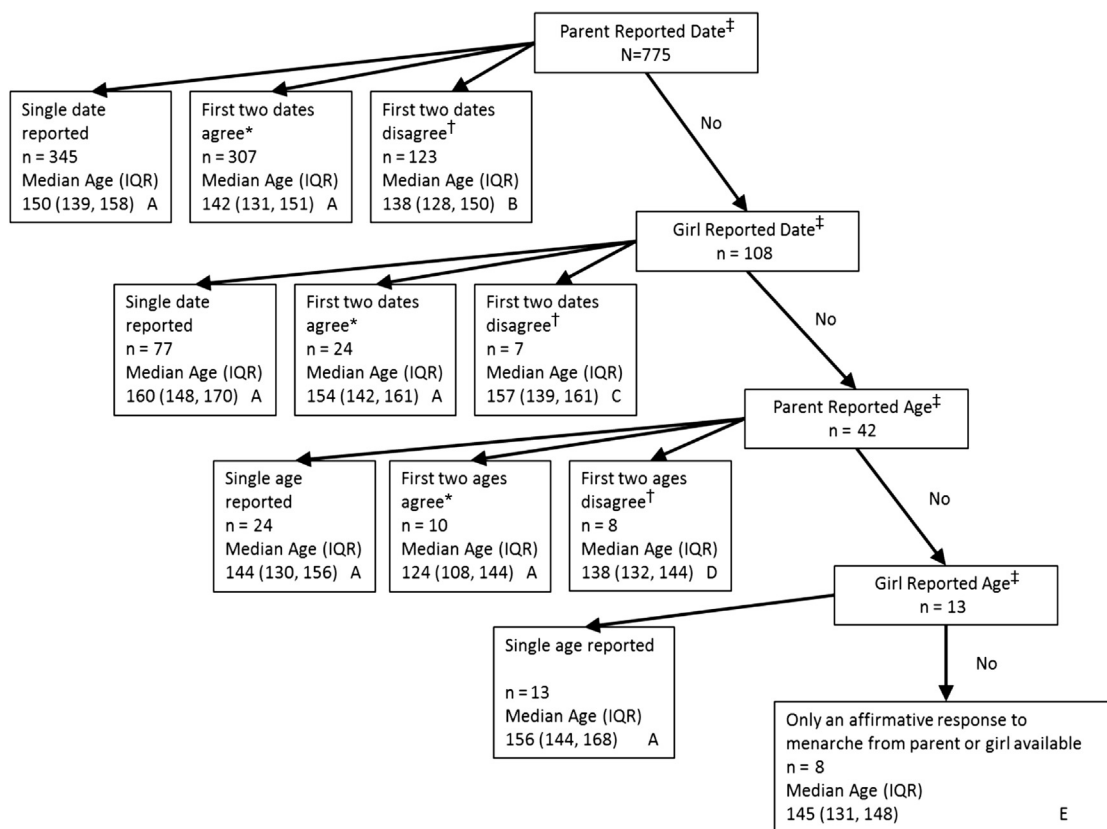 Parent Reported Date‡
N=775
Single date
reported
n = 345
Median Age (IQR)
150 (139, 158) A
First two dates
agree*
n = 307
Median Age (IQR)
142 (131, 151) A
First two dates
disagree†
n = 123
Median Age (IQR)
138 (128, 150) B
No
Girl Reported Date‡
n = 108
Single date
reported
n = 77
Median Age (IQR)
160 (148, 170) A
First two dates
agree*
n = 24
Median Age (IQR)
154 (142, 161) A
First two dates
disagree†
n = 7
Median Age (IQR)
157 (139, 161) C
No
Parent Reported Age‡
n = 42
Single age
reported
n = 24
Median Age (IQR)
144 (130, 156) A
First two ages
agree*
n = 10
Median Age (IQR)
124 (108, 144) A
First two ages
disagree†
n = 8
Median Age (IQR)
138 (132, 144) D
No
Girl Reported Age‡
n = 13
Single age reported
n = 13
Median Age (IQR)
156 (144, 168) A
No
Only an affirmative response to
menarche from parent or girl available
n = 8
Median Age (IQR)
145 (131, 148) E